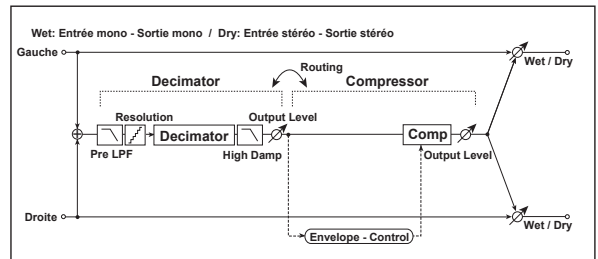 Wet: Entrée mono - Sortie mono / Dry: Entrée stéréo - Sortie stéréo
Gauche
Wet / Dry
Routing
Decimator
Compressor
Resolution
Output Level
Decimator
Comp
Pre LPF
High Damp
Output Level
Droite
Wet / Dry
Envelope - Control